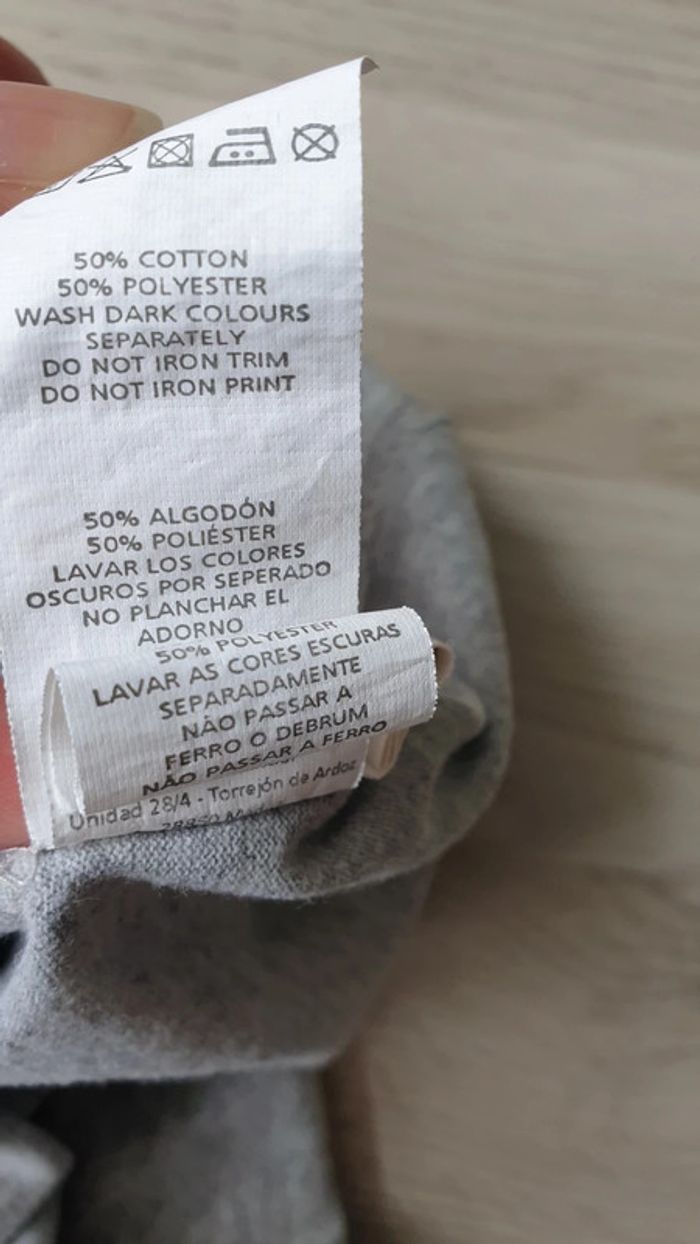 50% COTTON
50% POLYESTER
WASH DARK COLOURS
SEPARATELY
DO NOT IRON TRIM
DO NOT IRON PRINT
50% ALGODÓN
50% POLIÉSTER
LAVAR LOS COLORES
OSCUROS POR SEPERADO
NO PLANCHAR EL
ADORNO
50% POLYESTER
LAVAR AS CORES ESCURAS
SEPARADAMENTE
NÃO PASSAR A
FERRO O DEBRUM
NÃO PASSAR A FERRO
Unidad 28/4 - Torrejón de Ardoz
28850